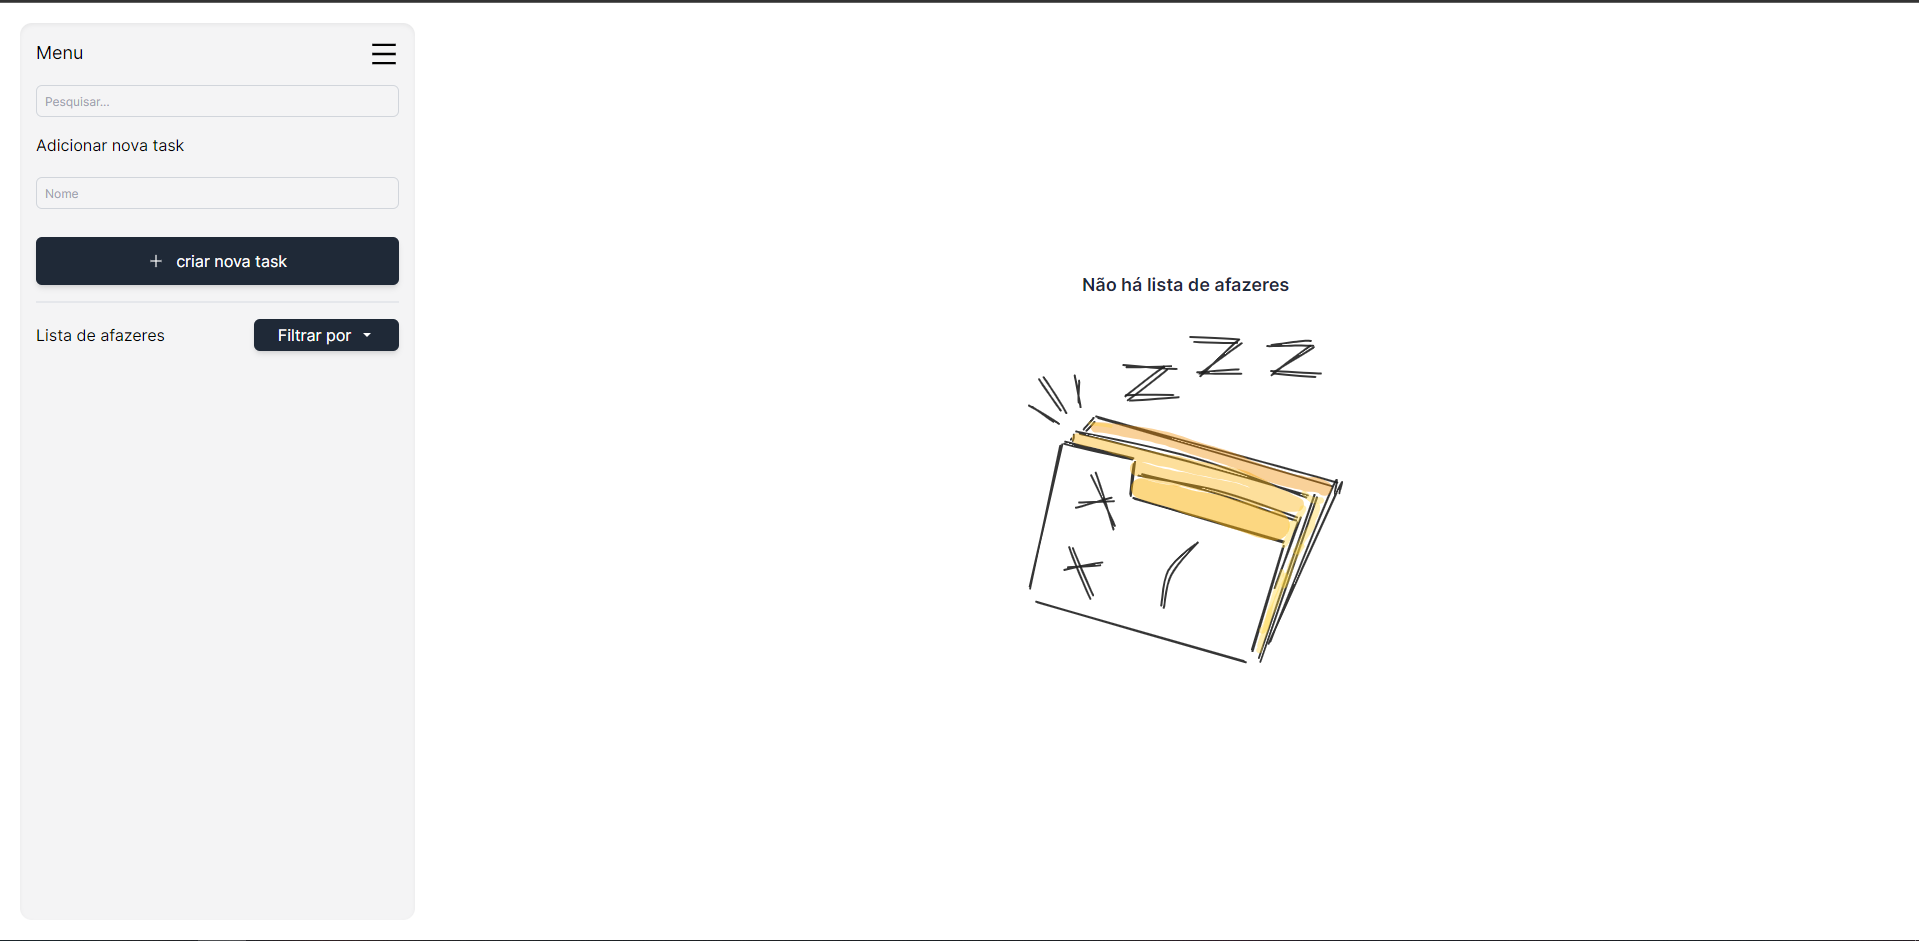 Menu
Pesquisar...
Adicionar nova task
Nome
+ criar nova task
Lista de afazeres
Filtrar por
Não há lista de afazeres
Z Z Z